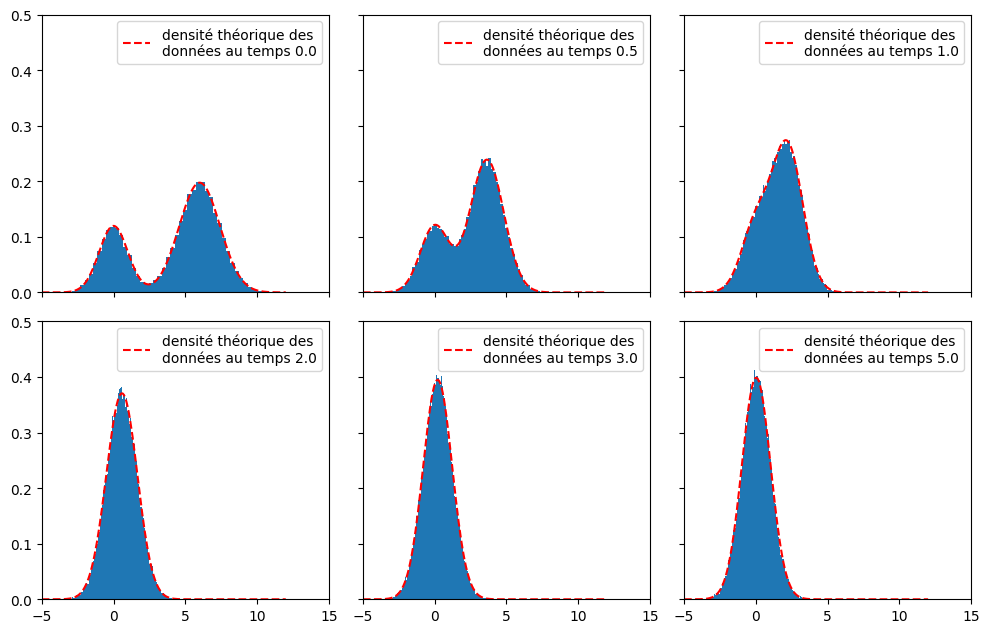 0.5
0.4
0.3
0.2
0.1
0.0
densité théorique des
données au temps 0.0
densité théorique des
données au temps 0.5
densité théorique des
données au temps 1.0
0.5
0.4
0.3
0.2
0.1
0.0
−5 0 5 10 15
densité théorique des
données au temps 2.0
−5 0 5 10 15
densité théorique des
données au temps 3.0
−5 0 5 10 15
densité théorique des
données au temps 5.0